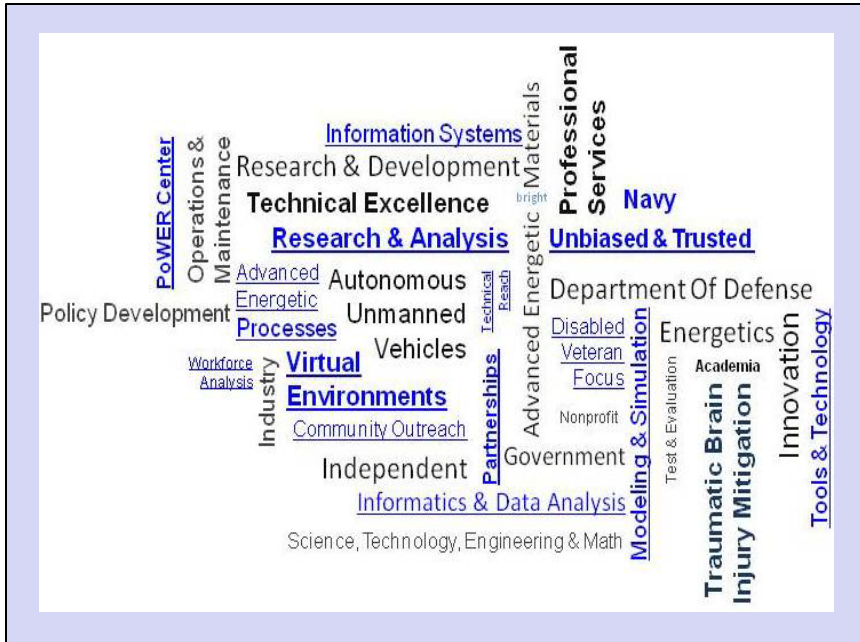 PoWER Center
Operations &
Maintenance
Information Systems
Research & Development
Technical Excellence
Research & Analysis
bright
Advanced Energetic Materials
Professional
Services
Navy
Unbiased & Trusted
Policy Development
Advanced
Energetic
Processes
Autonomous
Unmanned
Vehicles
Technical
Reach
Department Of Defense
Disabled
Veteran
Focus
Energetics
Academia
Workforce
Analysis
Industry
Virtual
Environments
Community Outreach
Independent
Partnerships
Nonprofit
Government
Modeling & Simulation
Test & Evaluation
Traumatic Brain
Injury Mitigation
Innovation
Tools & Technology
Informatics & Data Analysis
Science, Technology, Engineering & Math